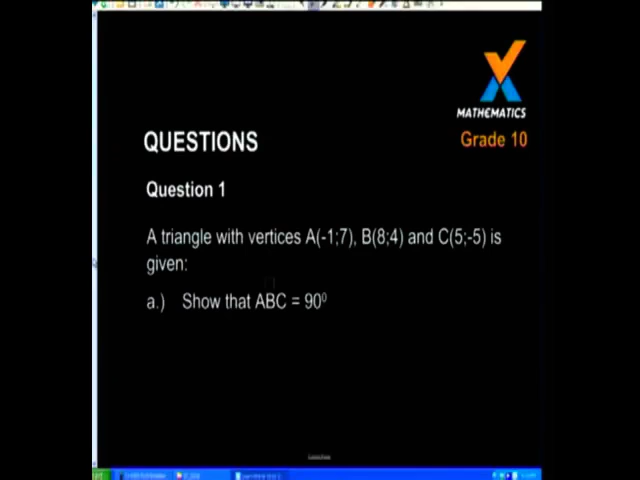 MATHEMATICS
Grade 10
QUESTIONS
Question 1
A triangle with vertices A(-1;7), B(8;4) and C(5;-5) is
given:
a.) Show that ABC = 90⁰